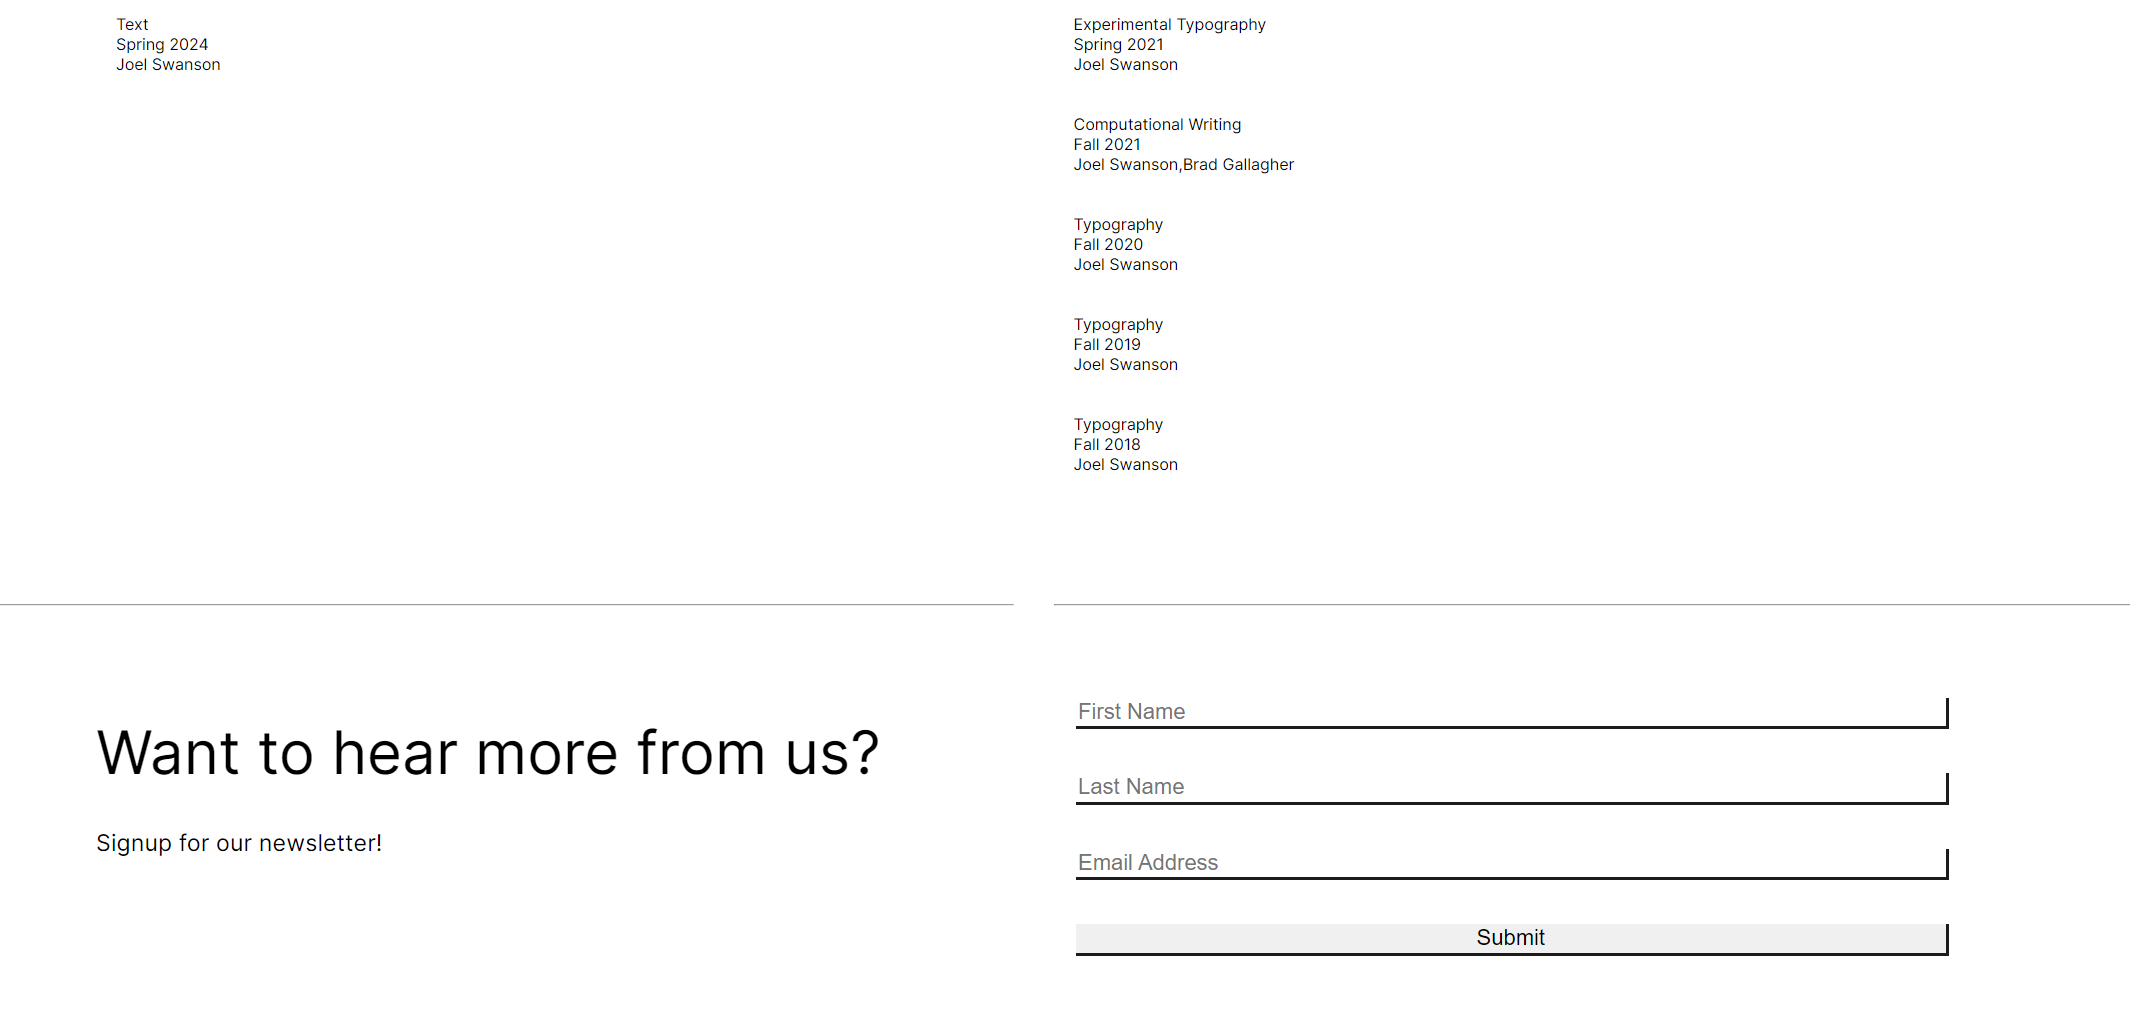 Text
Spring 2024
Joel Swanson
Experimental Typography
Spring 2021
Joel Swanson
Computational Writing
Fall 2021
Joel Swanson,Brad Gallagher
Typography
Fall 2020
Joel Swanson
Typography
Fall 2019
Joel Swanson
Typography
Fall 2018
Joel Swanson
Want to hear more from us?
Signup for our newsletter!
First Name
Last Name
Email Address
Submit